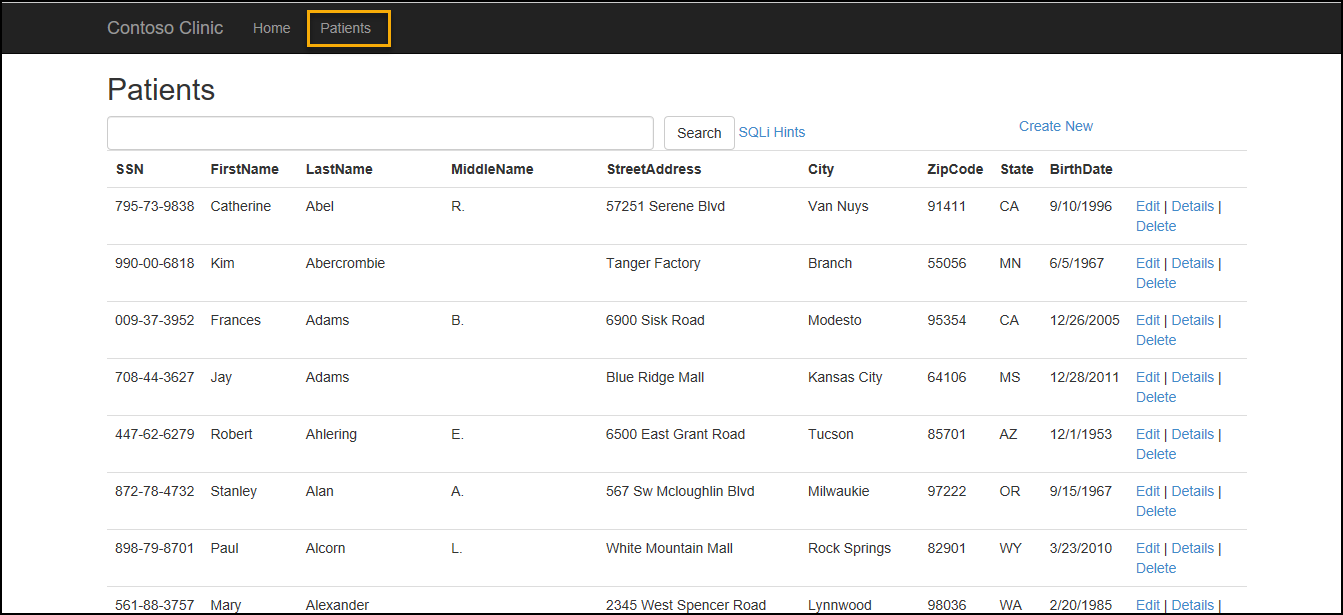 Contoso Clinic Home Patients
Patients
Search SQLi Hints Create New
SSN FirstName LastName MiddleName StreetAddress City ZipCode State BirthDate
795-73-9838 Catherine Abel R. 57251 Serene Blvd Van Nuys 91411 CA 9/10/1996 Edit | Details |
Delete
990-00-6818 Kim Abercrombie Tanger Factory Branch 55056 MN 6/5/1967 Edit | Details |
Delete
009-37-3952 Frances Adams B. 6900 Sisk Road Modesto 95354 CA 12/26/2005 Edit | Details |
Delete
708-44-3627 Jay Adams Blue Ridge Mall Kansas City 64106 MS 12/28/2011 Edit | Details |
Delete
447-62-6279 Robert Ahlering E. 6500 East Grant Road Tucson 85701 AZ 12/1/1953 Edit | Details |
Delete
872-78-4732 Stanley Alan A. 567 Sw Mcloughlin Blvd Milwaukie 97222 OR 9/15/1967 Edit | Details |
Delete
898-79-8701 Paul Alcorn L. White Mountain Mall Rock Springs 82901 WY 3/23/2010 Edit | Details |
Delete
561-88-3757 Mary Alexander 2345 West Spencer Road Lynnwood 98036 WA 2/20/1985 Edit | Details |